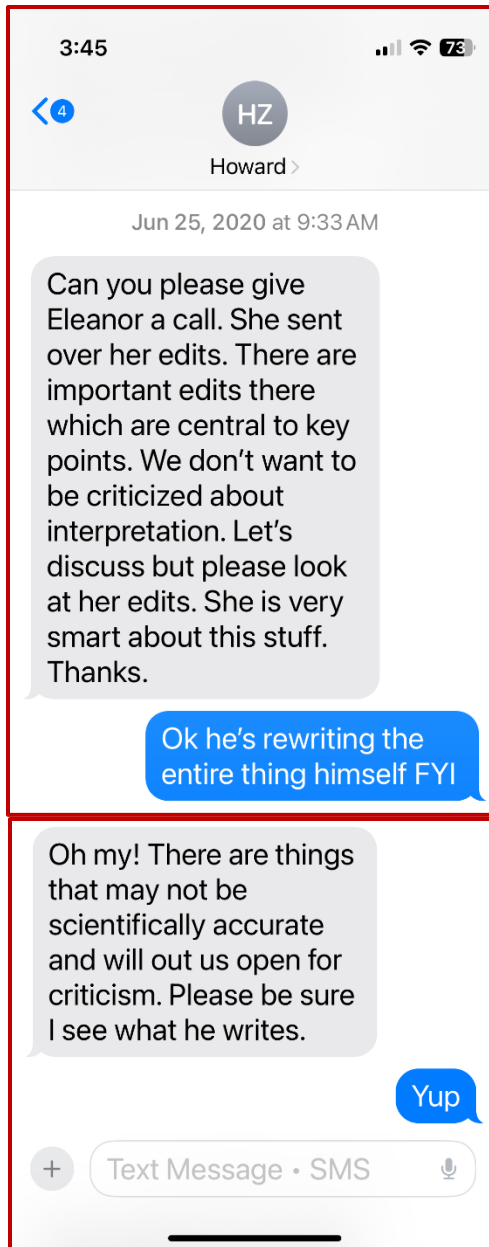 3:45
73
4
HZ
Howard
Jun 25, 2020 at 9:33 AM
Can you please give
Eleanor a call. She sent
over her edits. There are
important edits there
which are central to key
points. We don’t want to
be criticized about
interpretation. Let’s
discuss but please look
at her edits. She is very
smart about this stuff.
Thanks.
Ok he’s rewriting the
entire thing himself FYI
Oh my! There are things
that may not be
scientifically accurate
and will out us open for
criticism. Please be sure
I see what he writes.
Yup
Text Message • SMS